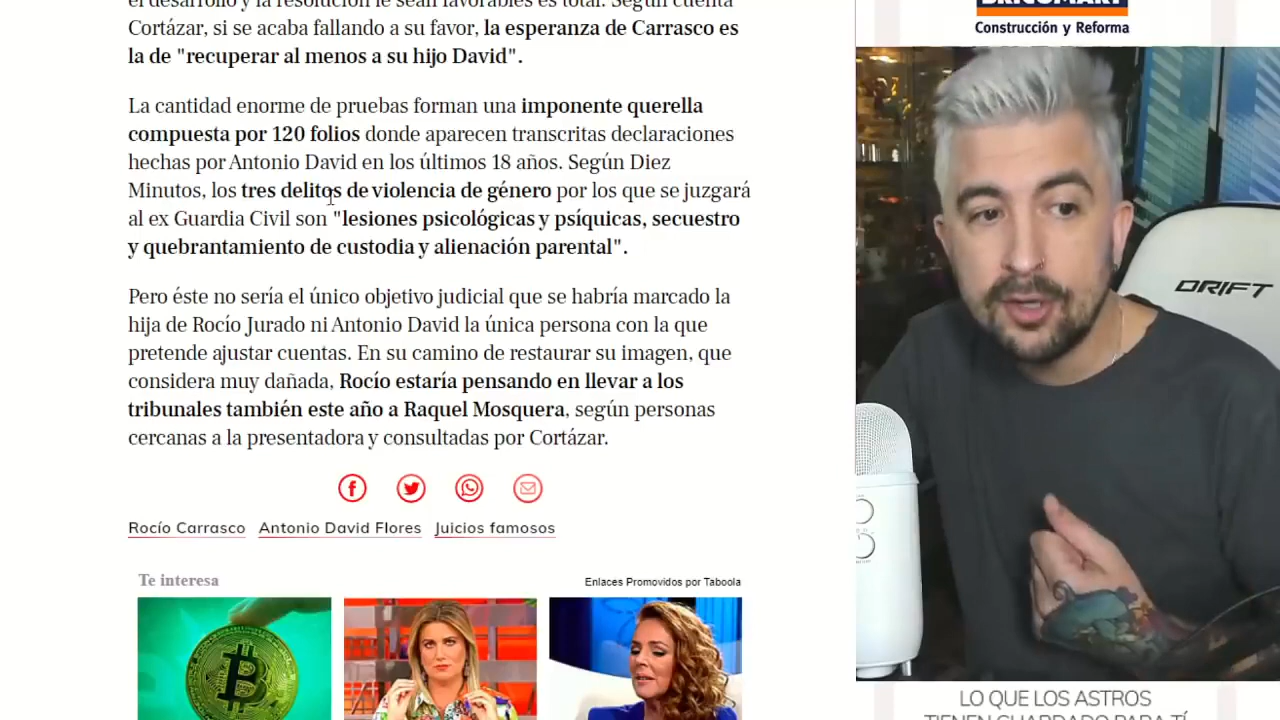 el desarrollo y la resolución le sean favorables es total. Según cuenta
Cortázar, si se acaba fallando a su favor, la esperanza de Carrasco es
la de "recuperar al menos a su hijo David".
La cantidad enorme de pruebas forman una imponente querella
compuesta por 120 folios donde aparecen transcritas declaraciones
hechas por Antonio David en los últimos 18 años. Según Diez
Minutos, los tres delitos de violencia de género por los que se juzgará
al ex Guardia Civil son "lesiones psicológicas y psíquicas, secuestro
y quebrantamiento de custodia y alienación parental".
Pero éste no sería el único objetivo judicial que se habría marcado la
hija de Rocío Jurado ni Antonio David la única persona con la que
pretende ajustar cuentas. En su camino de restaurar su imagen, que
considera muy dañada, Rocío estaría pensando en llevar a los
tribunales también este año a Raquel Mosquera, según personas
cercanas a la presentadora y consultadas por Cortázar.
Rocío Carrasco Antonio David Flores Juicios famosos
Te interesa Enlaces Promovidos por Taboola
BRICOMART
Construcción y Reforma
DRIFT
LO QUE LOS ASTROS
TIENEN GUARDADO PARA TÍ